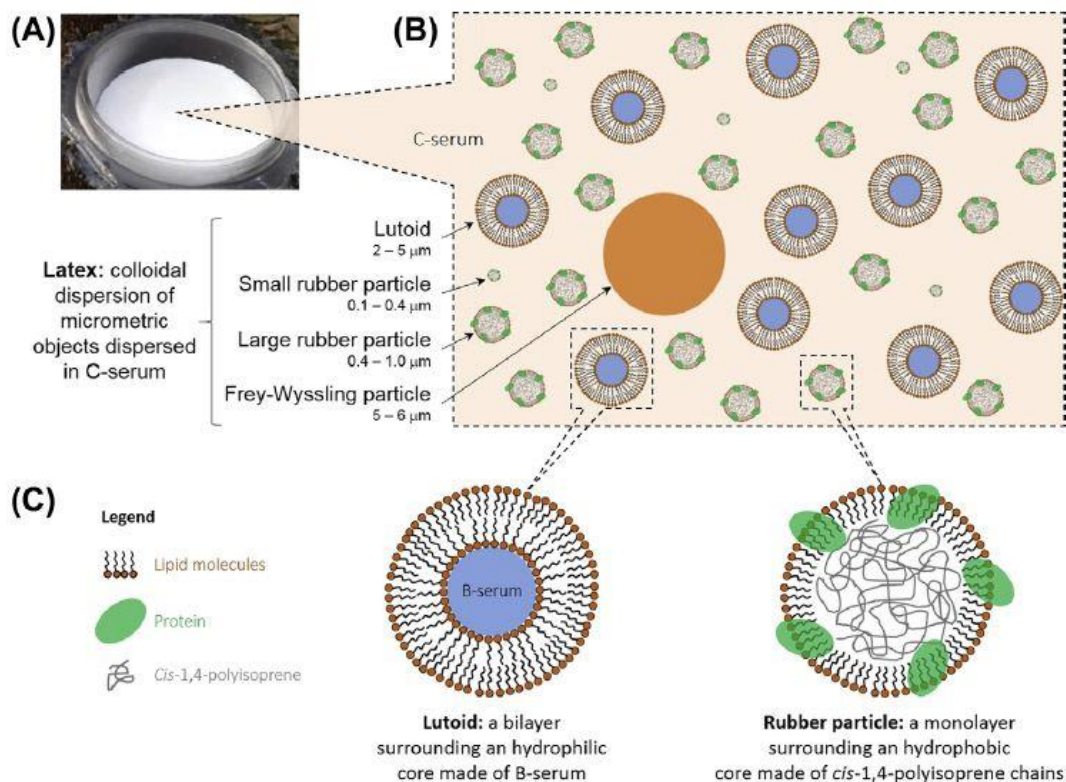 (A)
(B)
C-serum
Lutoid
2 – 5 μm
Small rubber particle
0.1 – 0.4 μm
Large rubber particle
0.4 – 1.0 μm
Frey-Wyssling particle
5 – 6 μm
Latex: colloidal
dispersion of
micrometric
objects dispersed
in C-serum
(C)
Legend
Lipid molecules
Protein
Cis-1,4-polyisoprene
B-serum
Lutoid: a bilayer
surrounding an hydrophilic
core made of B-serum
Rubber particle: a monolayer
surrounding an hydrophobic
core made of cis-1,4-polyisoprene chains